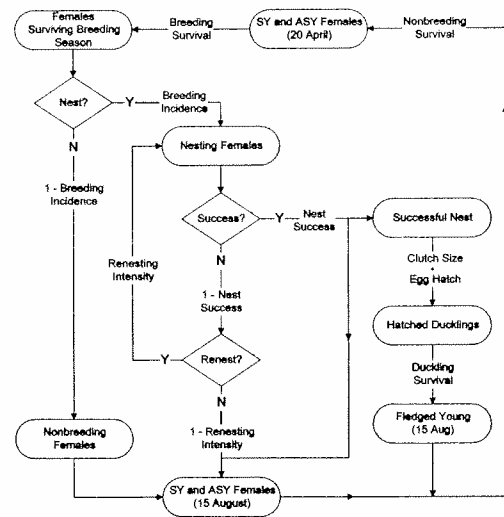 Females
Surviving Breeding
Season
Breeding
Survival
SY and ASY Females
(20 April)
Nonbreeding
Survival
Nest?
Y
Breeding
Incidence
N
Nesting Females
1 - Breeding
Incidence
Success?
Y
Nest
Success
Successful Nest
N
Renesting
Intensity
Clutch Size
*
Egg Hatch
1 - Nest
Success
Hatched Ducklings
Y
Renest?
Duckling
Survival
N
Nonbreeding
Females
1 - Renesting
Intensity
Fledged Young
(15 Aug)
SY and ASY Females
(15 August)